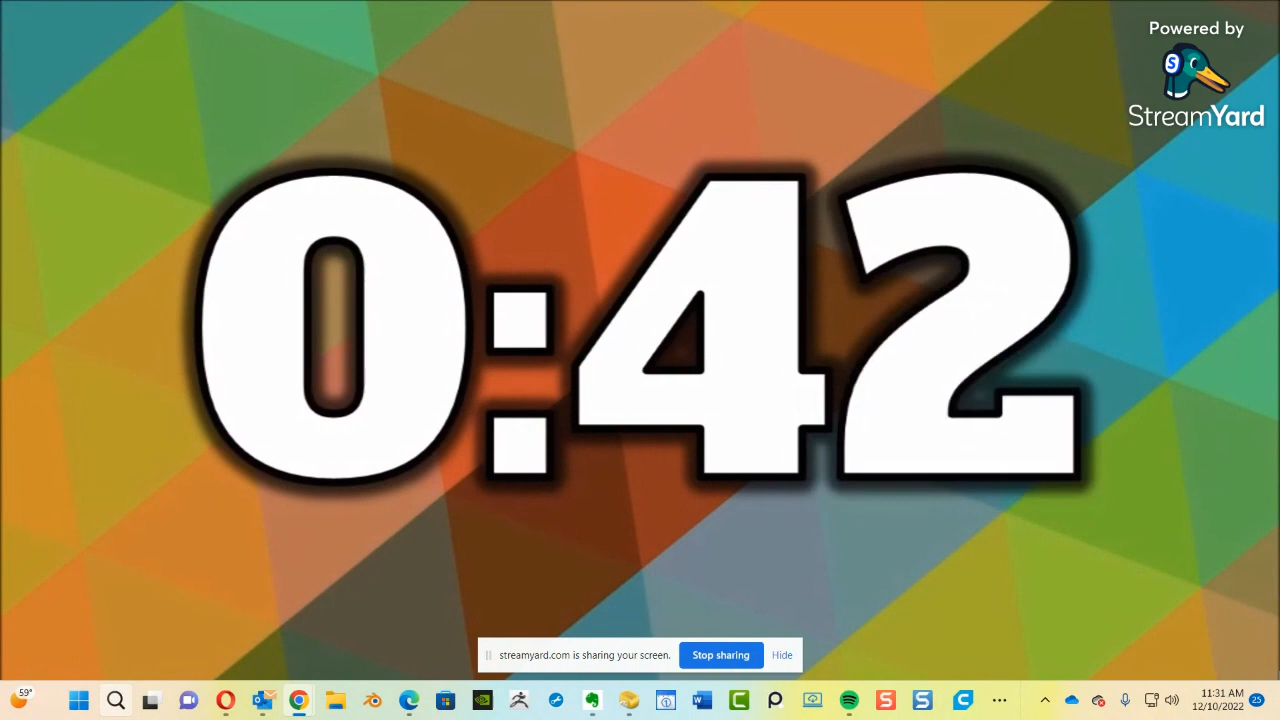 Powered by
S
StreamYard
0:42
streamyard.com is sharing your screen. Stop sharing Hide
59°
11:31 AM
12/10/2022
25